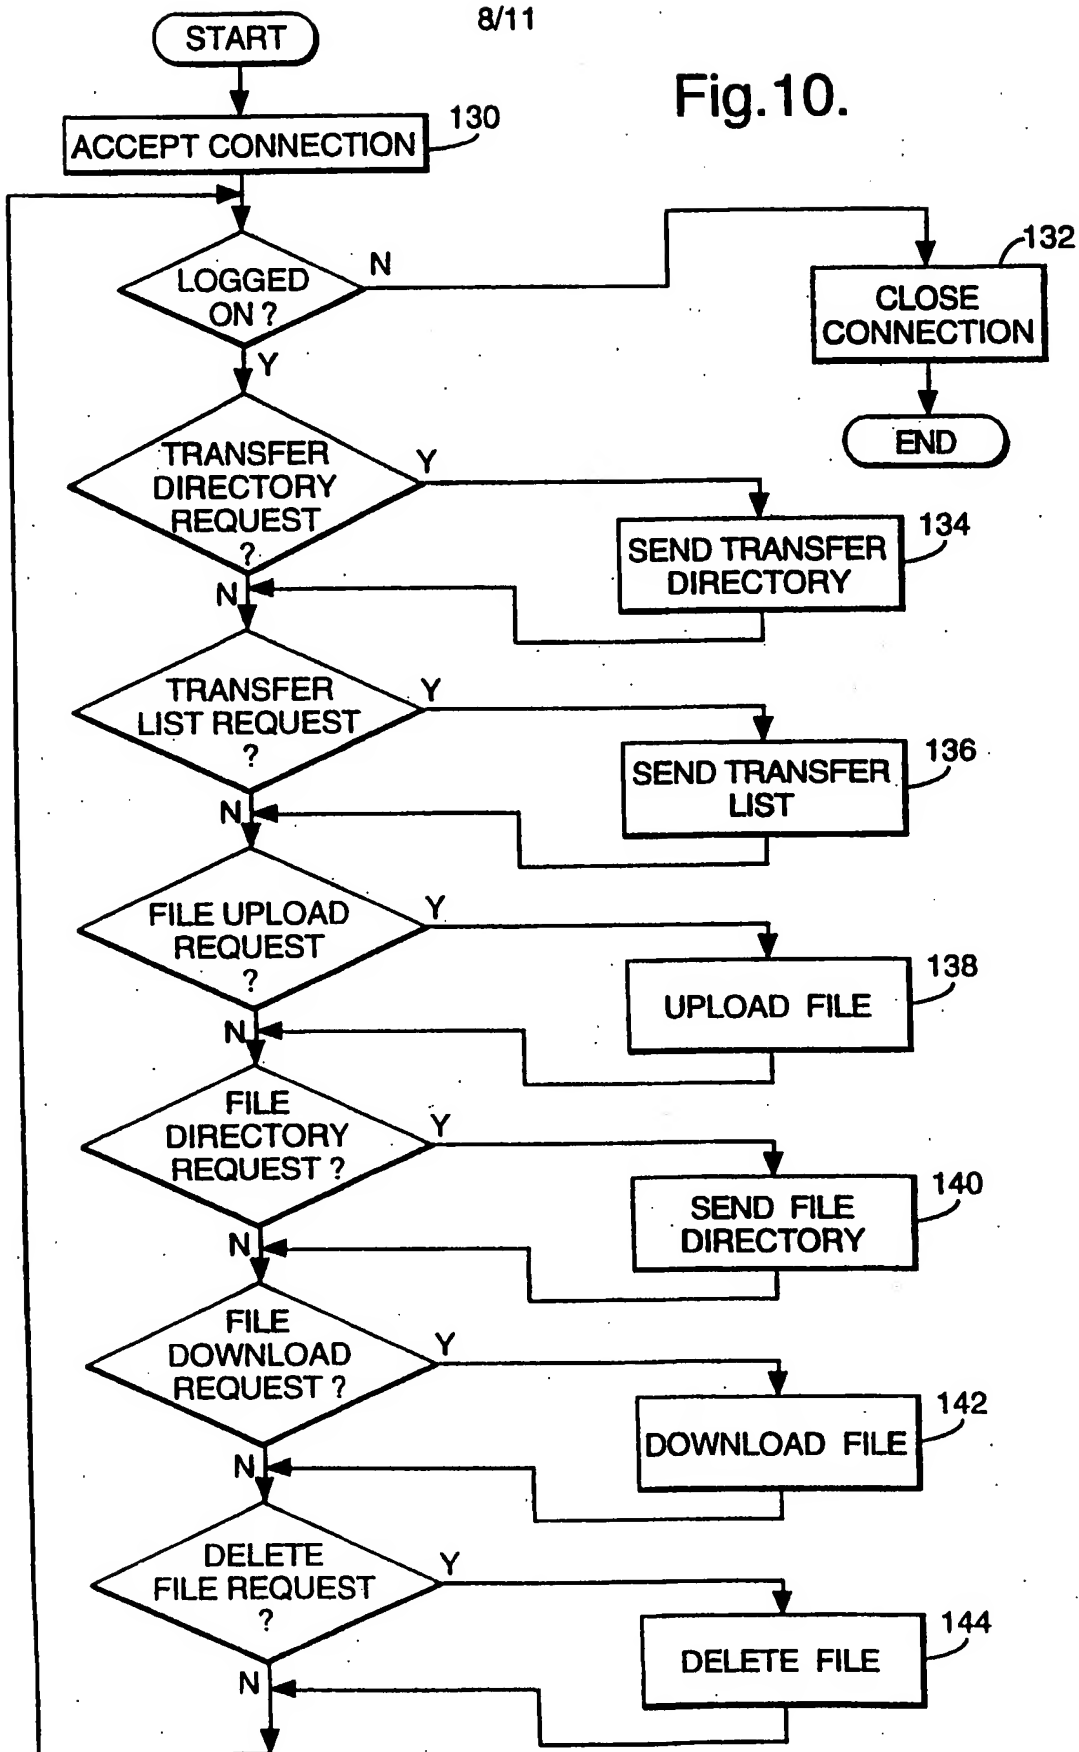 8/11
Fig.10.
START
ACCEPT CONNECTION
130
LOGGED
ON ?
N
Y
132
CLOSE
CONNECTION
END
TRANSFER
DIRECTORY
REQUEST
?
Y
N
134
SEND TRANSFER
DIRECTORY
TRANSFER
LIST REQUEST
?
Y
N
136
SEND TRANSFER
LIST
FILE UPLOAD
REQUEST
?
Y
N
138
UPLOAD FILE
FILE
DIRECTORY
REQUEST ?
Y
N
140
SEND FILE
DIRECTORY
FILE
DOWNLOAD
REQUEST ?
Y
N
142
DOWNLOAD FILE
DELETE
FILE REQUEST
?
Y
N
144
DELETE FILE